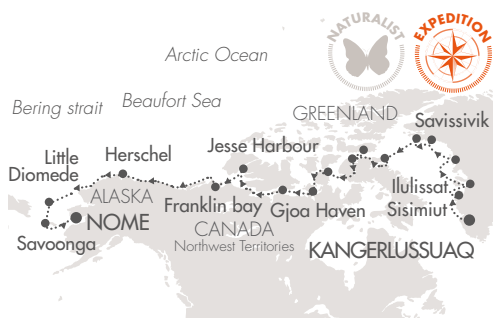 NATURALIST
EXPEDITION
Arctic Ocean
Bering strait
Beaufort Sea
GREENLAND
Savissivik
Jesse Harbour
Herschel
Little
Diomede
ALASKA
Ilulissat
Sisimiut
Franklin bay
Gjoa Haven
NOME
CANADA
Northwest Territories
Savoonga
KANGERLUSSUAQ